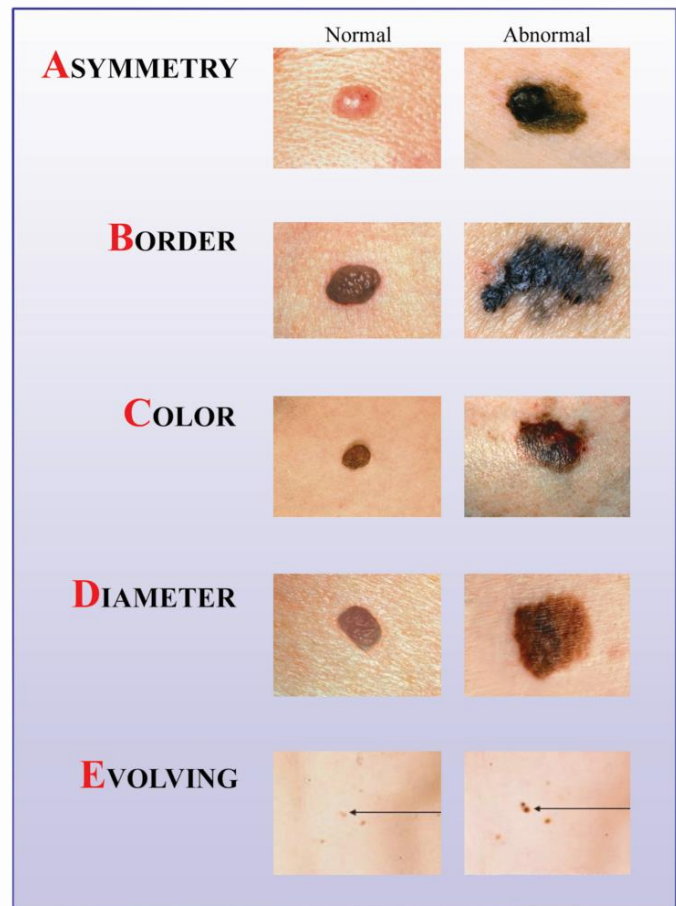 Normal Abnormal
ASYMMETRY
BORDER
COLOR
DIAMETER
EVOLVING